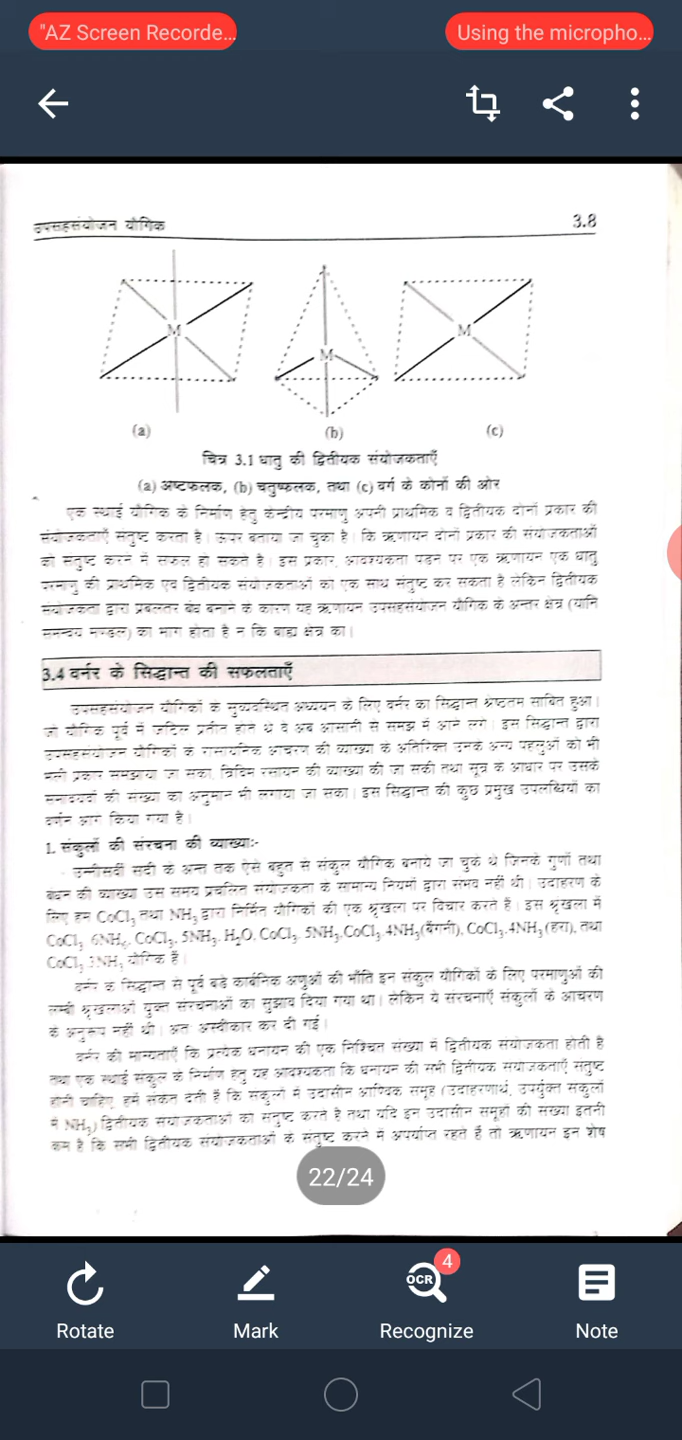 "AZ Screen Recorde...
Using the micropho...
उपसहसंयोजन यौगिक
3.8
M
M
M
(a)
(b)
(c)
चित्र 3.1 धातु की द्वितीयक संयोजकताएँ
(a) अष्टफलक, (b) चतुष्फलक, तथा (c) वर्ग के कोनों की ओर
एक स्थाई यौगिक के निर्माण हेतु केन्द्रीय परमाणु अपनी प्राथमिक व द्वितीयक दोनों प्रकार की
संयोजकताएँ संतुष्ट करता है। ऊपर बताया जा चुका है। कि ऋणायन दोनों प्रकार की संयोजकताओं
को संतुष्ट करने में सफल हो सकते है। इस प्रकार, आवश्यकता पडन पर एक ऋणायन एक धातु
परमाणु की प्राथमिक एवं द्वितीयक संयोजकताओं का एक साथ संतुष्ट कर सकता है लेकिन द्वितीयक
संयोजकता द्वारा प्रबलतर बंध बनाने के कारण यह ऋणायन उपसहसंयोजन यौगिक के अन्तर क्षेत्र (यानि
समन्वय मण्डल) का भाग होता है न कि बाह्य क्षेत्र का।
3.4 वर्नर के सिद्धान्त की सफलताएँ
उपसहसंयोजन यौगिकों के सुव्यवस्थित अध्ययन के लिए वर्नर का सिद्धान्त श्रेष्ठतम साबित हुआ।
जो यौगिक पूर्व में जटिल प्रतीत होते थे वे अब आसानी से समझ में आने लगे। इस सिद्धान्त द्वारा
उपसहसंयोजन यौगिकों के रासायनिक आचरण की व्याख्या के अतिरिक्त उनके अन्य पहलुओं को भी
भली प्रकार समझाया जा सका, त्रिविम रसायन की व्याख्या की जा सकी तथा सूत्र के आधार पर उसके
समावयवों की संख्या का अनुमान भी लगाया जा सका। इस सिद्धान्त की कुछ प्रमुख उपलब्धियों का
वर्णन आगे किया गया है।
1. संकुलों की संरचना की व्याख्या:-
उन्नीसवीं सदी के अन्त तक ऐसे बहुत से संकुल यौगिक बनाये जा चुके थे जिनके गुणों तथा
बंधन की व्याख्या उस समय प्रचलित संयोजकता के सामान्य नियमों द्वारा संभव नहीं थी। उदाहरण के
लिए हम CoCl₃ तथा NH₃ द्वारा निर्मित यौगिकों की एक श्रृखला पर विचार करते हैं। इस श्रृखला में
CoCl₃ 6NH₃, CoCl₃. 5NH₃. H₂O, CoCl₃. 5NH₃, CoCl₃ 4NH₃ (बैंगनी), CoCl₃ .4NH₃ (हरा), तथा
CoCl₃ 3NH₃ यौगिक हैं।
वर्नर के सिद्धान्त से पूर्व बडे कार्बनिक अणुओं की भाँति इन संकुल यौगिकों के लिए परमाणुओं की
लम्बी श्रृखलाओं युक्त संरचनाओं का सुझाव दिया गया था। लेकिन ये संरचनाएँ संकुलों के आचरण
के अनुरूप नहीं थी। अत अस्वीकार कर दी गई।
वर्नर की मान्यताएँ कि प्रत्येक धनायन की एक निश्चित संख्या में द्वितीयक संयोजकता होती है
तथा एक स्थाई संकुल के निर्माण हेतु यह आवश्यकता कि धनायन की सभी द्वितीयक सयोजकताएँ संतुष्ट
होनी चाहिए, हमें संकेत देती हैं कि संकुलों में उदासीन आण्विक समूह (उदाहरणार्थ, उपर्युक्त सकुलों
में NH₃) द्वितीयक सयोजकताओं का सतुष्ट करते है तथा यदि इन उदासीन समूहों की सख्या इतनी
कम है कि सभी द्वितीयक संयोजकताओं के संतुष्ट करने में अपर्याप्त रहते हैं तो ऋणायन इन शेष
22/24
4
OCR
Rotate
Mark
Recognize
Note